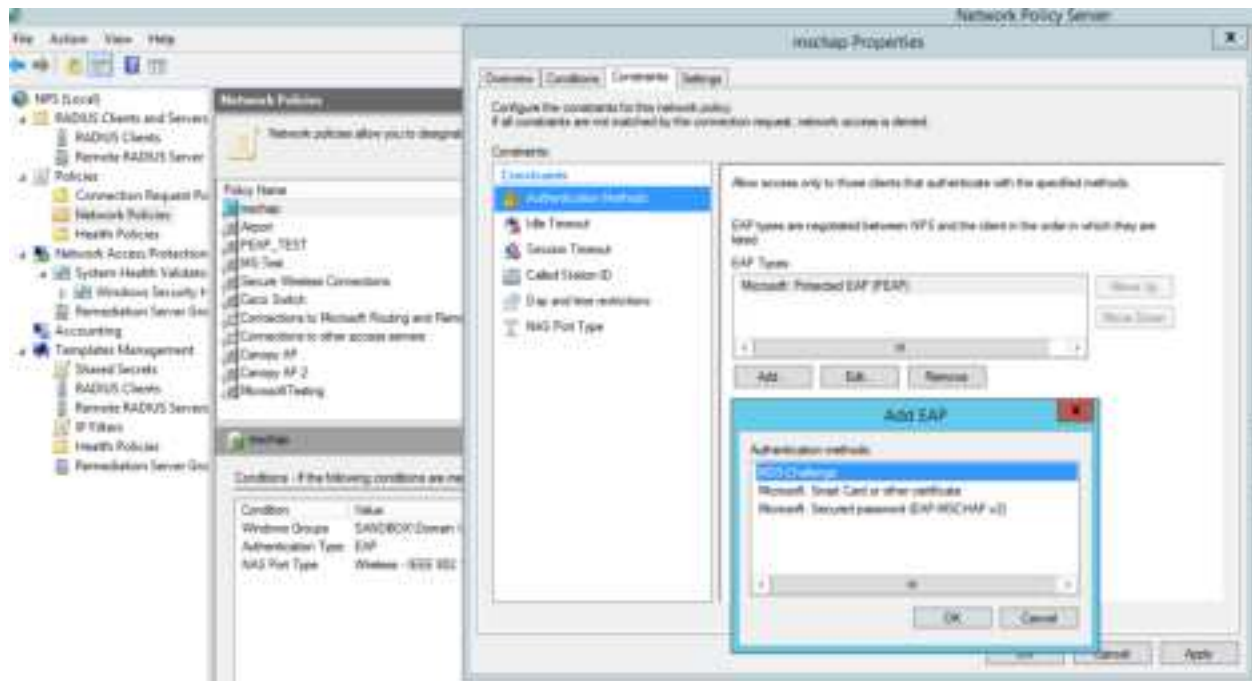 Network Policy Server
File Action View Help
NPS (Local)
RADIUS Clients and Servers
RADIUS Clients
Remote RADIUS Server
Policies
Connection Request Po
Network Policies
Health Policies
Network Access Protection
System Health Validato
Windows Security H
Remediation Server Gro
Accounting
Templates Management
Shared Secrets
RADIUS Clients
Remote RADIUS Servers
IP Filters
Health Policies
Remediation Server Gro
Network Policies
Network policies allow you to designat
Policy Name
mschap
Airport
PEAP_TEST
MS Test
Secure Wireless Connections
Cisco Switch
Connections to Microsoft Routing and Remo
Connections to other access servers
Canopy AP
Canopy AP 2
MicrosoftTesting
mschap
Conditions - If the following conditions are me
Condition Value
Windows Groups SANDBOX\Domain
Authentication Type EAP
NAS Port Type Wireless - IEEE 802
mschap Properties
Overview Conditions Constraints Settings
Configure the constraints for this network policy.
If all constraints are not matched by the connection request, network access is denied.
Constraints:
Constraints
Authentication Methods
Idle Timeout
Session Timeout
Called Station ID
Day and time restrictions
NAS Port Type
Allow access only to those clients that authenticate with the specified methods.
EAP types are negotiated between NPS and the client in the order in which they are
listed.
EAP Types:
Microsoft: Protected EAP (PEAP)
Move Up
Move Down
Add... Edit... Remove
Add EAP
Authentication methods:
MD5-Challenge
Microsoft: Smart Card or other certificate
Microsoft: Secured password (EAP-MSCHAP v2)
OK Cancel
Cancel Apply